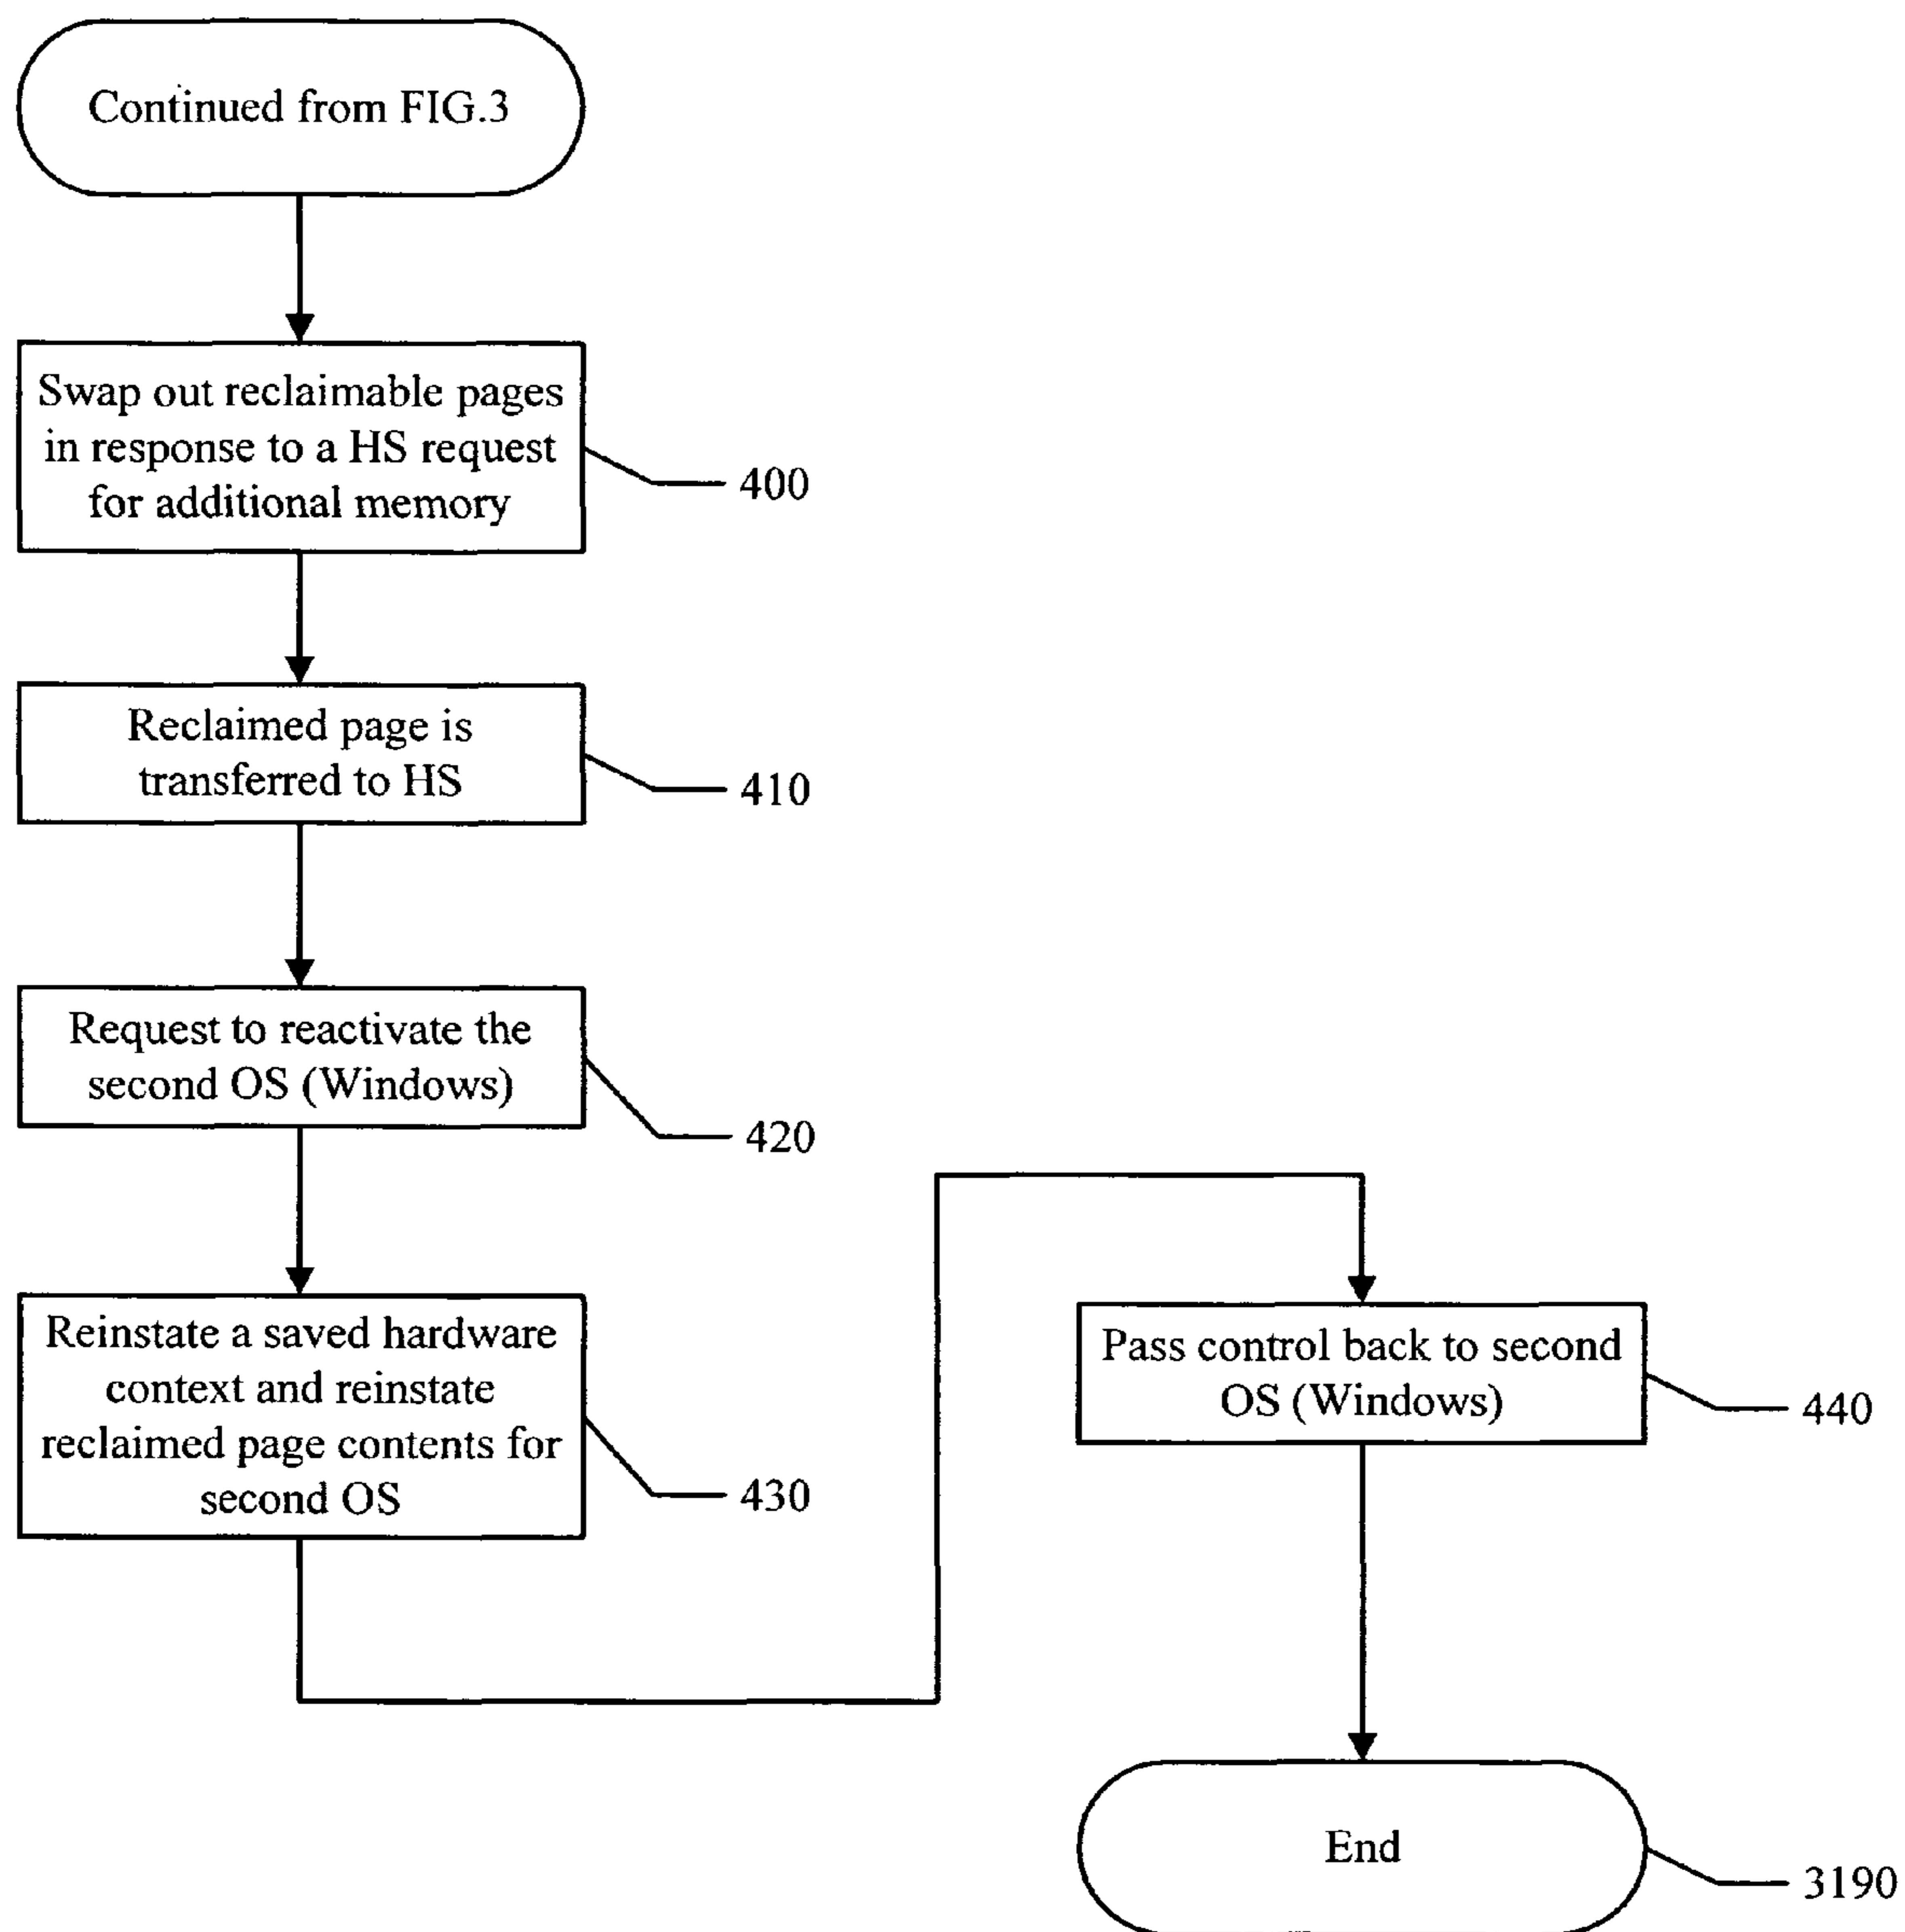 Continued from FIG.3
Swap out reclaimable pages
in response to a HS request
for additional memory
400
Reclaimed page is
transferred to HS
410
Request to reactivate the
second OS (Windows)
420
Reinstate a saved hardware
context and reinstate
reclaimed page contents for
second OS
430
Pass control back to second
OS (Windows)
440
End
3190